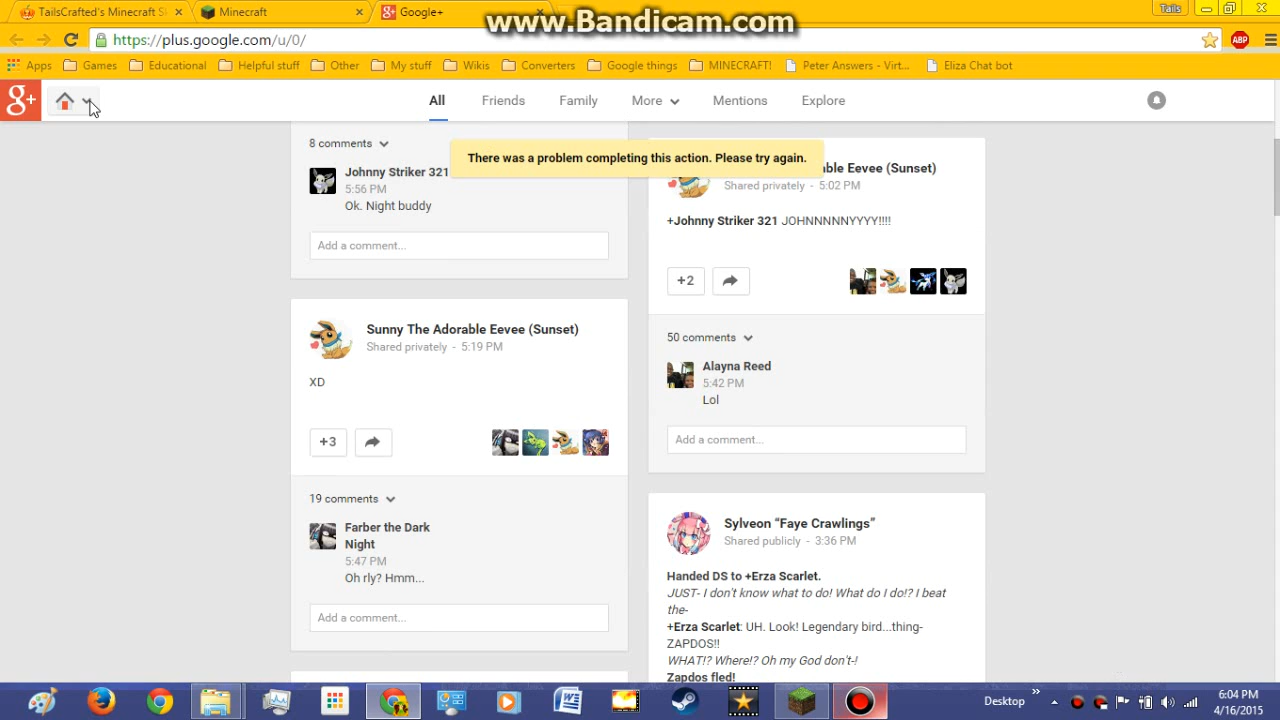 TailsCrafted's Minecraft S
Minecraft
Google+
www.Bandicam.com
Tails
https://plus.google.com/u/0/
ABP
Apps
Games
Educational
Helpful stuff
Other
My stuff
Wikis
Converters
Google things
MINECRAFT!
Peter Answers - Virt...
Eliza Chat bot
g+
All
Friends
Family
More
Mentions
Explore
There was a problem completing this action. Please try again.
8 comments
Johnny Striker 321
5:56 PM
Ok. Night buddy
Add a comment...
Sunny The Adorable Eevee (Sunset)
Shared privately - 5:19 PM
XD
+3
19 comments
Farber the Dark
Night
5:47 PM
Oh rly? Hmm...
Add a comment...
able Eevee (Sunset)
Shared privately - 5:02 PM
+Johnny Striker 321 JOHNNNNYYYY!!!!
+2
50 comments
Alayna Reed
5:42 PM
Lol
Add a comment...
Sylveon “Faye Crawlings”
Shared publicly - 3:36 PM
Handed DS to +Erza Scarlet.
JUST- I don't know what to do! What do I do!? I beat
the-
+Erza Scarlet: UH. Look! Legendary bird...thing-
ZAPDOS!!
WHAT!? Where!? Oh my God don't-!
Zapdos fled!
Desktop
6:04 PM
4/16/2015